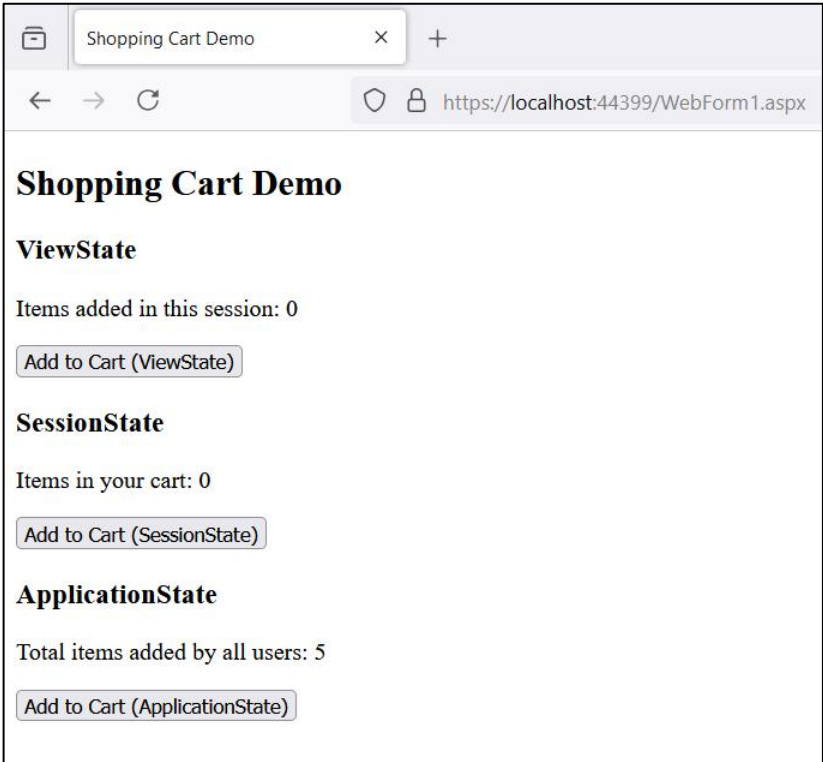 Shopping Cart Demo
https://localhost:44399/WebForm1.aspx
Shopping Cart Demo
ViewState
Items added in this session: 0
Add to Cart (ViewState)
SessionState
Items in your cart: 0
Add to Cart (SessionState)
ApplicationState
Total items added by all users: 5
Add to Cart (ApplicationState)